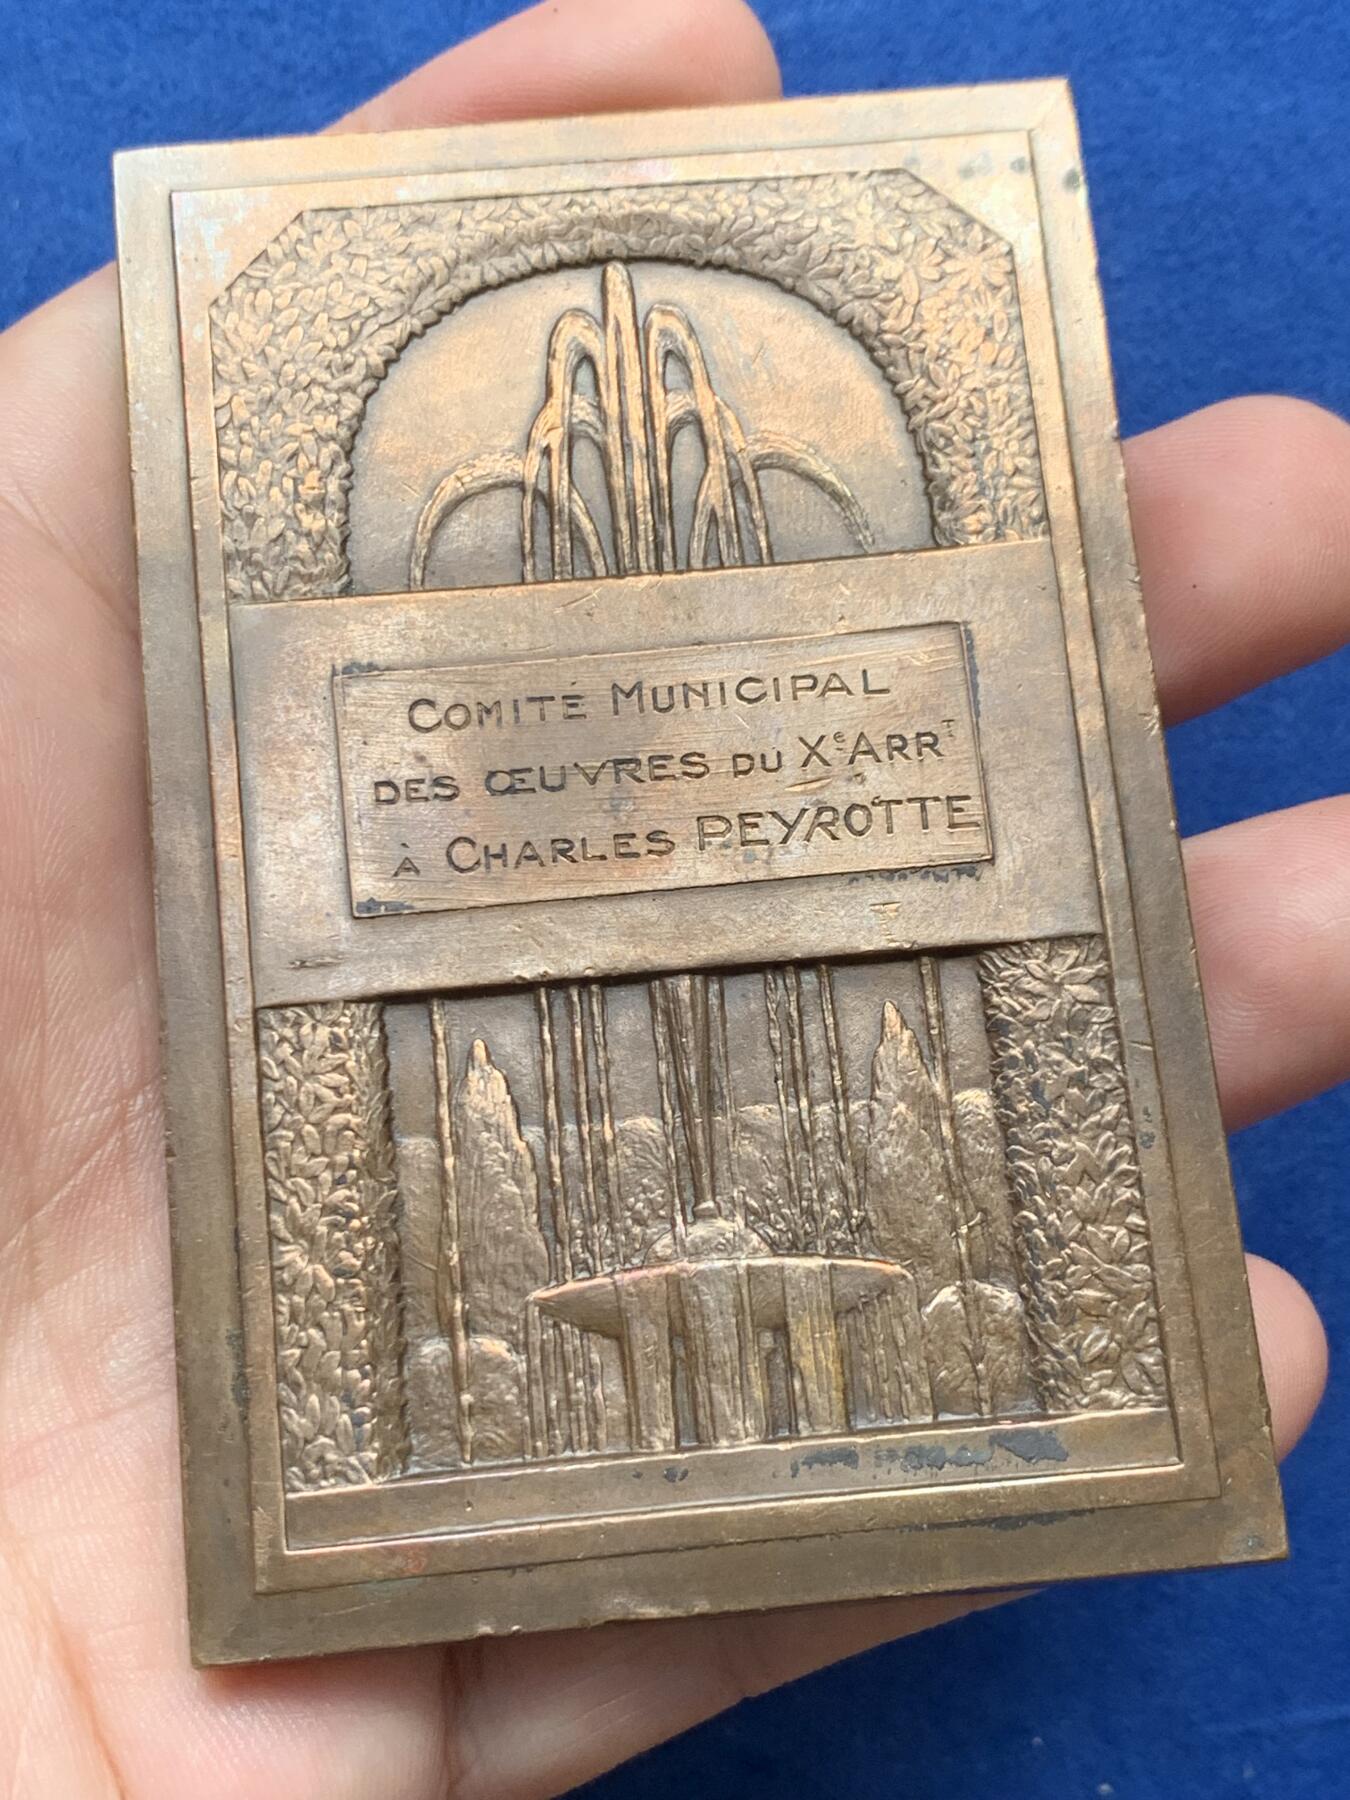 COMITÉ MUNICIPAL
DES ŒUVRES DU Xe ARRT
À CHARLES PEYROTTE